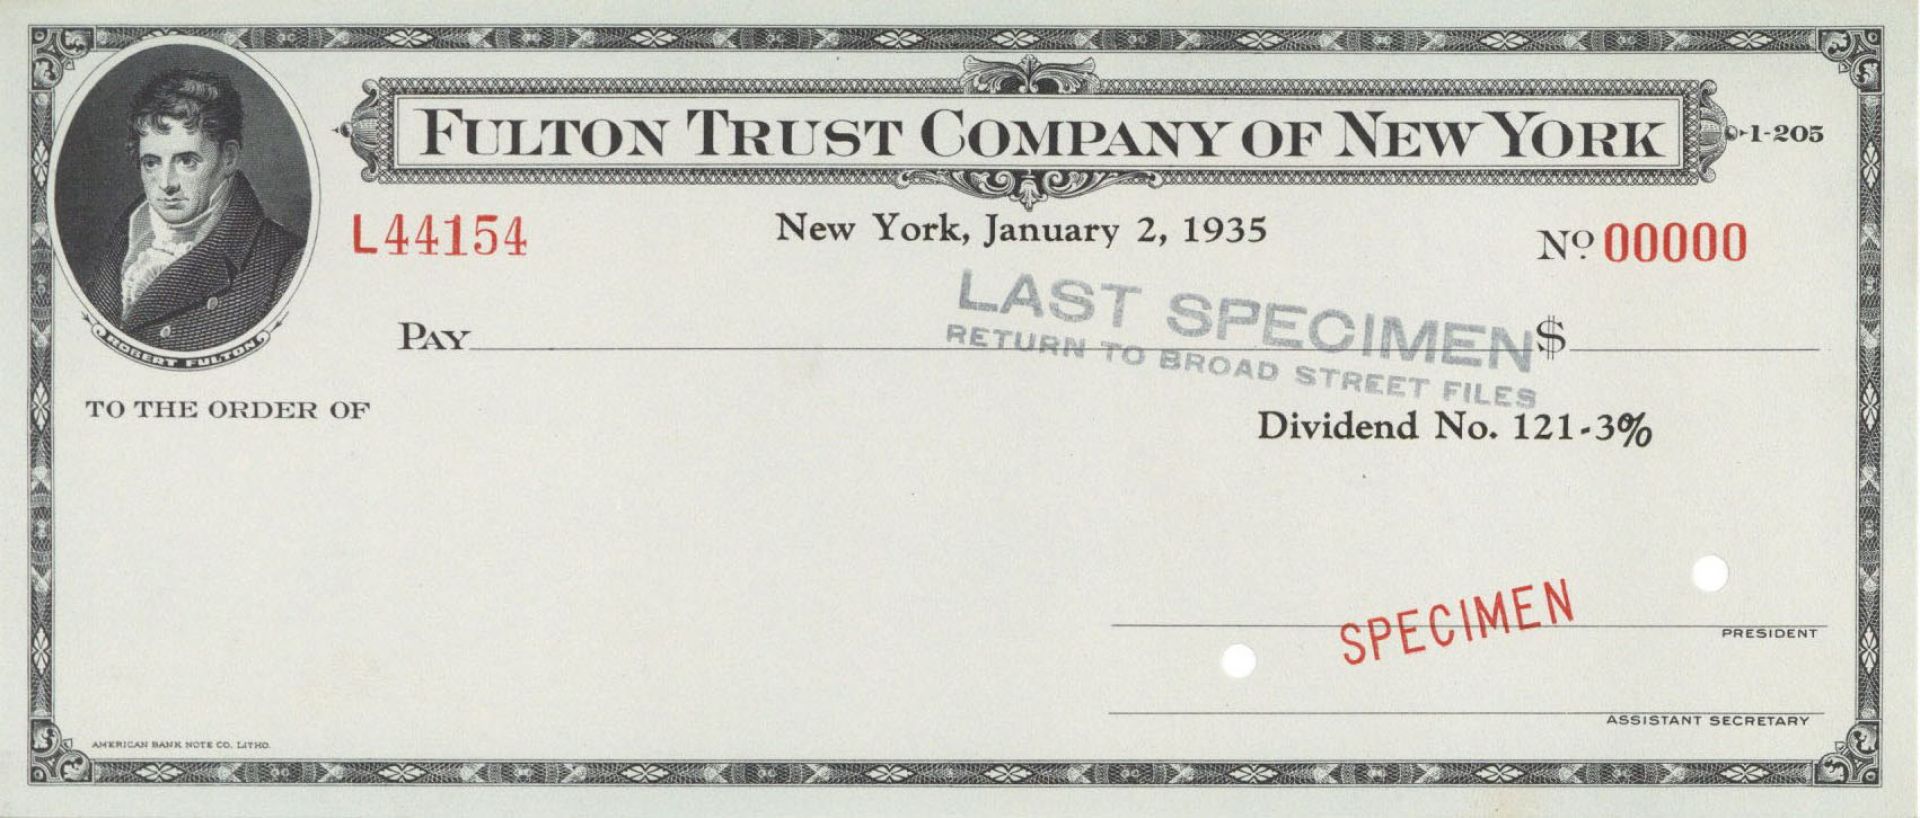 FULTON TRUST COMPANY OF NEW YORK
1-205
L44154
New York, January 2, 1935
Nº 00000
LAST SPECIMEN
RETURN TO BROAD STREET FILES
PAY $
ROBERT FULTON
TO THE ORDER OF
Dividend No. 121-3%
SPECIMEN
PRESIDENT
ASSISTANT SECRETARY
AMERICAN BANK NOTE CO. LITHO.